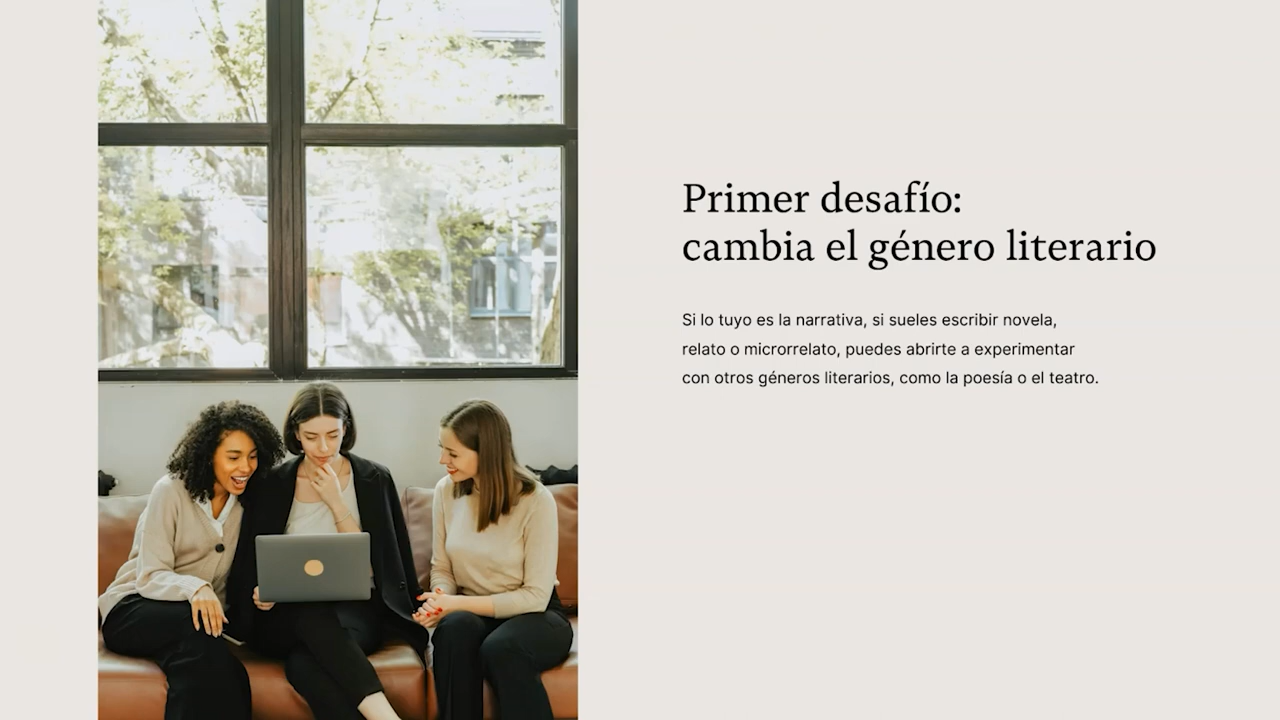 Primer desafío:
cambia el género literario
Si lo tuyo es la narrativa, si sueles escribir novela,
relato o microrrelato, puedes abrirte a experimentar
con otros géneros literarios, como la poesía o el teatro.